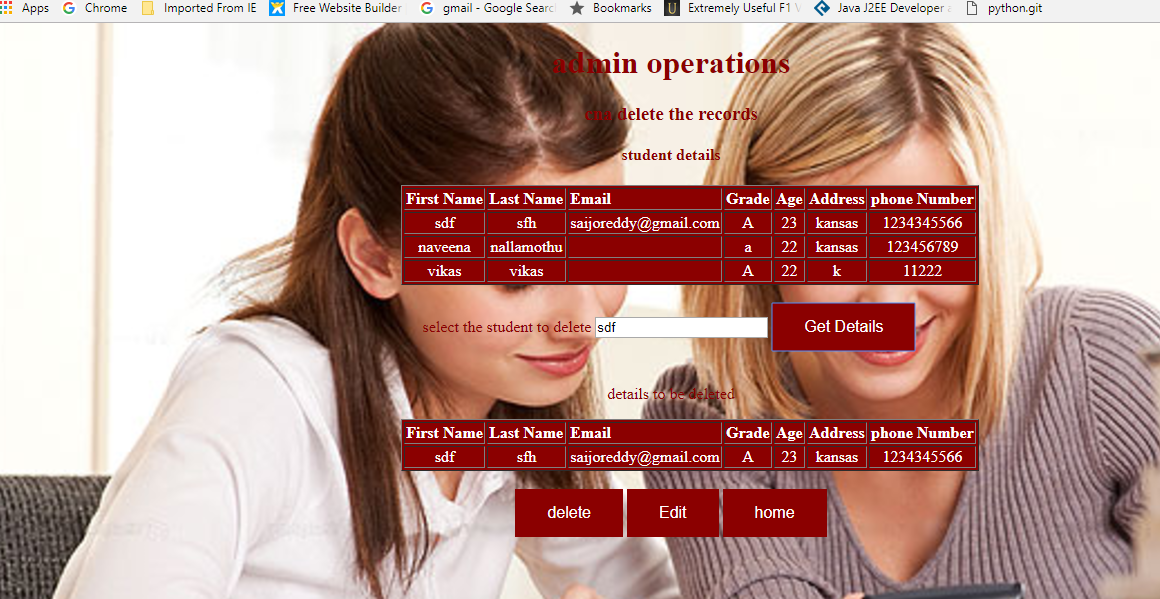 Apps Chrome Imported From IE Free Website Builder gmail - Google Searc Bookmarks Extremely Useful F1 Java J2EE Developer python.git
admin operations
can delete the records
student details
First Name Last Name Email Grade Age Address phone Number
sdf sfh saijoreddy@gmail.com A 23 kansas 1234345566
naveena nallamothu a 22 kansas 123456789
vikas vikas A 22 k 11222
select the student to delete sdf Get Details
details to be deleted
First Name Last Name Email Grade Age Address phone Number
sdf sfh saijoreddy@gmail.com A 23 kansas 1234345566
delete Edit home